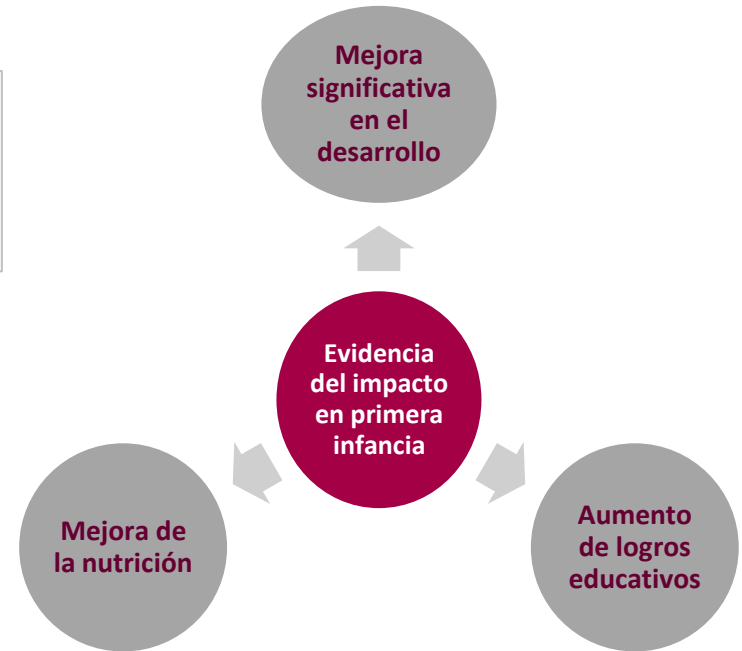 Mejora
significativa
en el
desarrollo
Evidencia
del impacto
en primera
infancia
Mejora de
la nutrición
Aumento
de logros
educativos